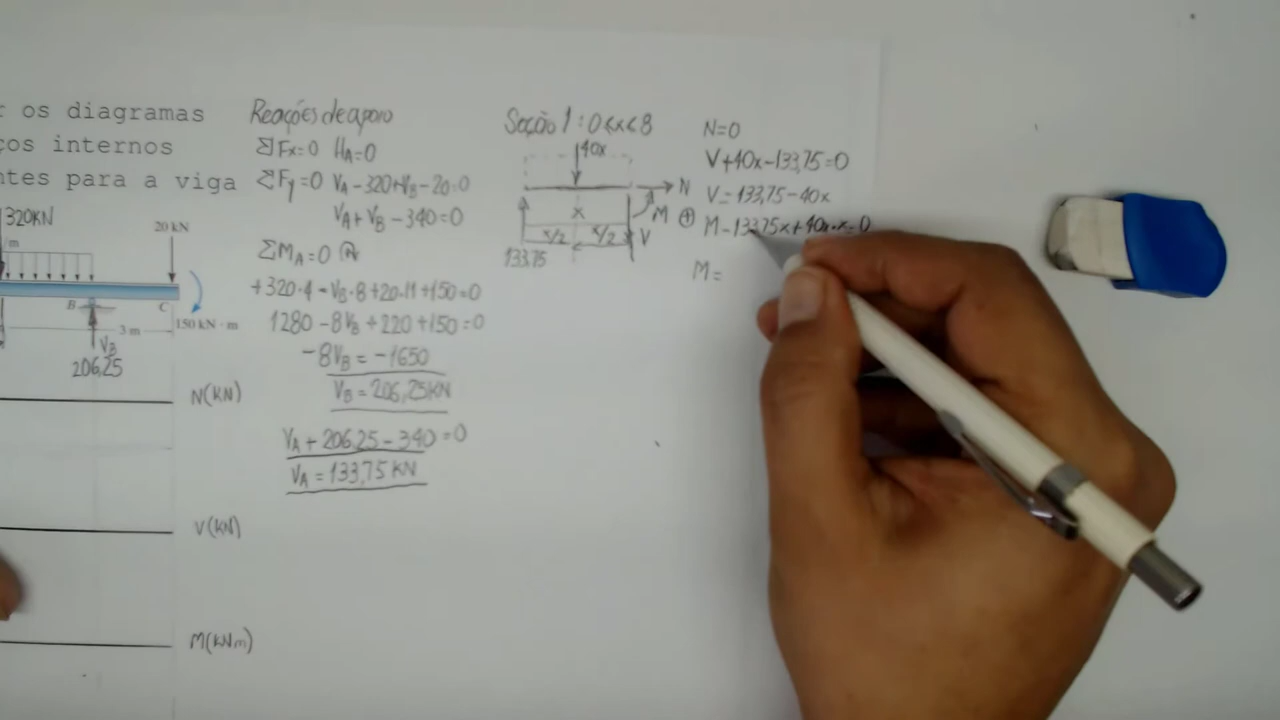 r os diagramas
ços internos
ntes para a viga
320KN
m
20 kN
B
C
3 m
150 kN · m
VB
206,25
N(KN)
V(KN)
M(KNm)
Reações de apoio
ΣFx=0 HA=0
ΣFy=0 VA-320+VB-20=0
VA+VB-340=0
ΣMA=0
+320·4-VB·8+20·11+150=0
1280-8VB+220+150=0
-8VB=-1650
VB=206,25KN
VA+206,25-340=0
VA=133,75KN
Seção 1: 0<x<8
40x
N
x
M
x/2
x/2
V
133,75
N=0
V+40x-133,75=0
V=133,75-40x
M-133,75x+40x·x=0
M=